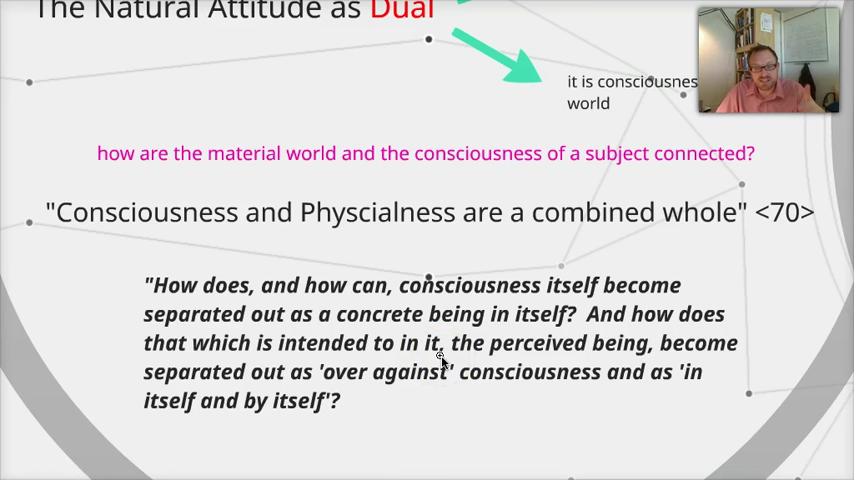 The Natural Attitude as Dual
it is consciousnes
world
how are the material world and the consciousness of a subject connected?
"Consciousness and Physcialness are a combined whole" <70>
"How does, and how can, consciousness itself become
separated out as a concrete being in itself? And how does
that which is intended to in it, the perceived being, become
separated out as 'over against' consciousness and as 'in
itself and by itself'?